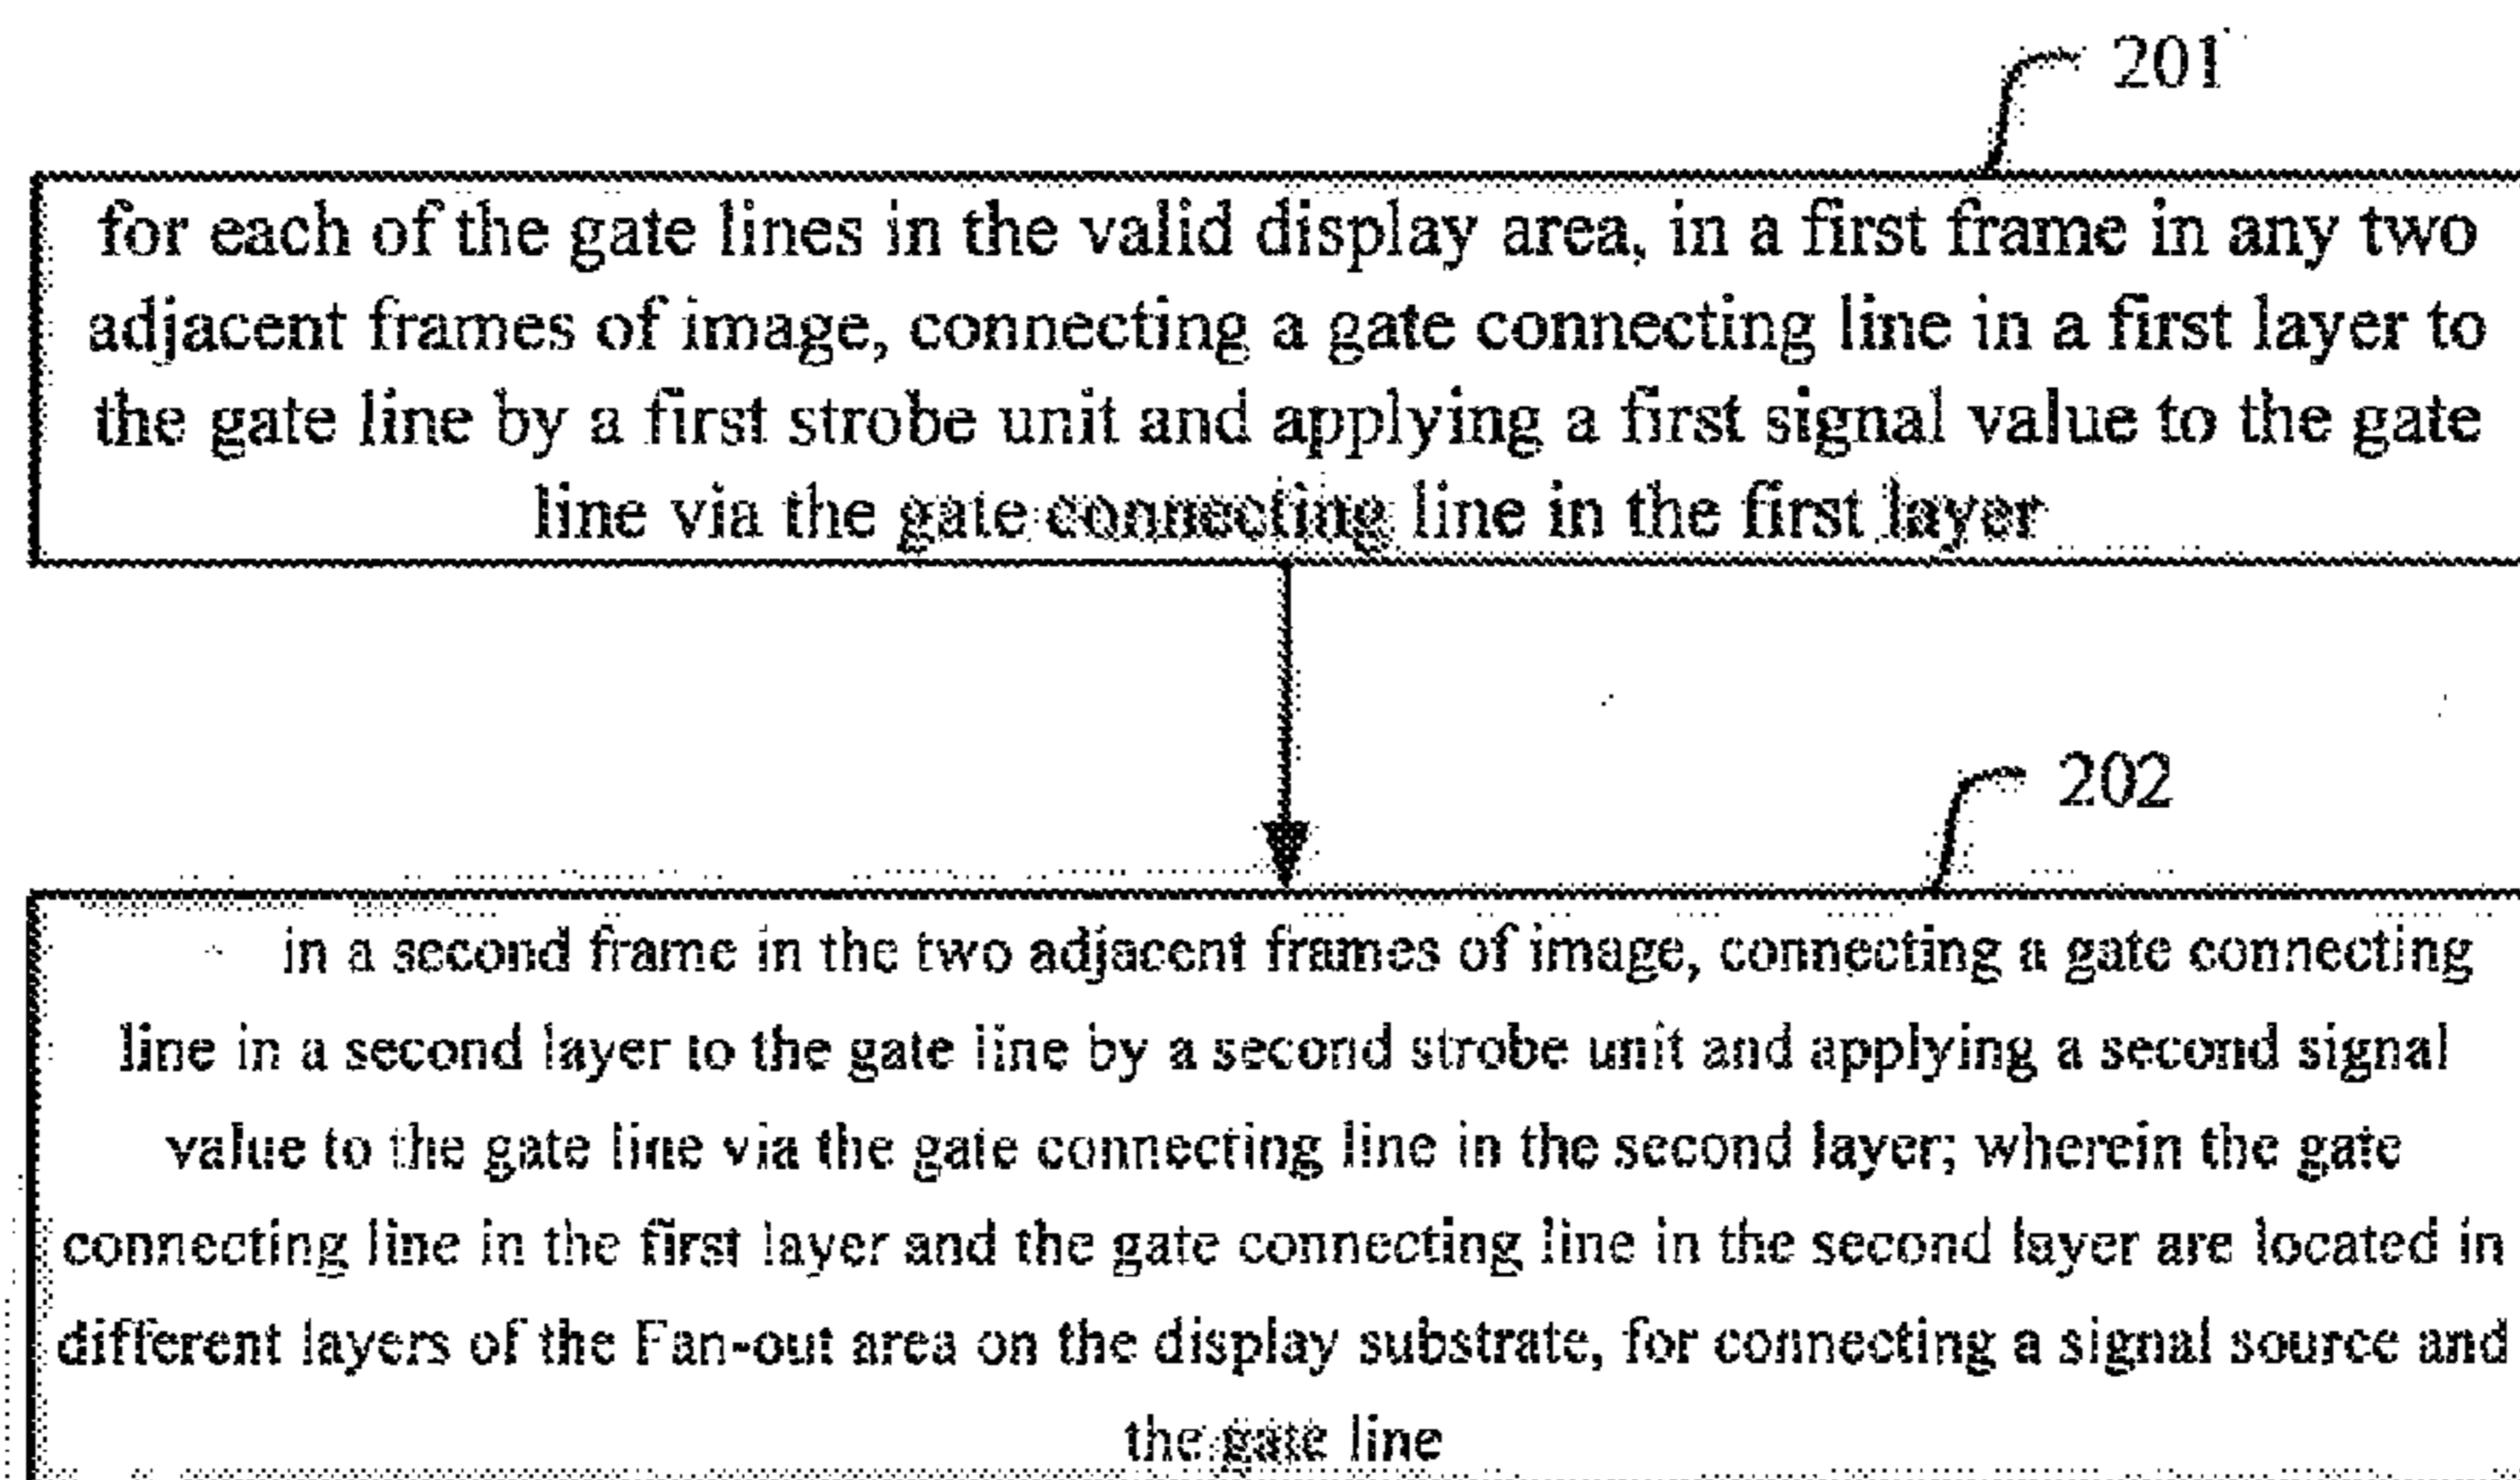 201
for each of the gate lines in the valid display area, in a first frame in any two
adjacent frames of image, connecting a gate connecting line in a first layer to
the gate line by a first strobe unit and applying a first signal value to the gate
line via the gate connecting line in the first layer
202
in a second frame in the two adjacent frames of image, connecting a gate connecting
line in a second layer to the gate line by a second strobe unit and applying a second signal
value to the gate line via the gate connecting line in the second layer; wherein the gate
connecting line in the first layer and the gate connecting line in the second layer are located in
different layers of the Fan-out area on the display substrate, for connecting a signal source and
the gate line